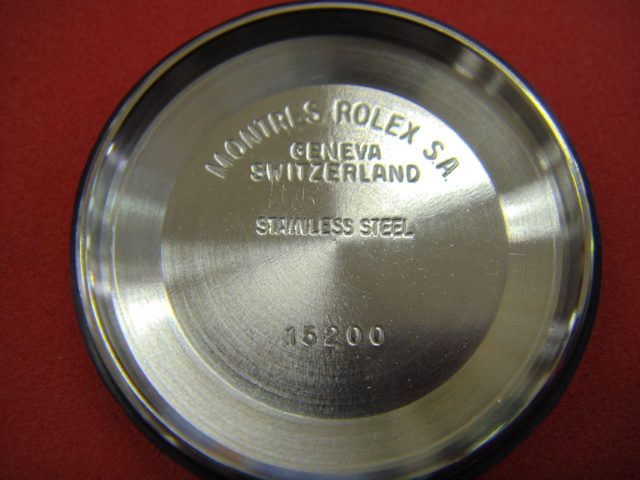 MONTRES ROLEX S.A.
GENEVA
SWITZERLAND
STAINLESS STEEL
15200